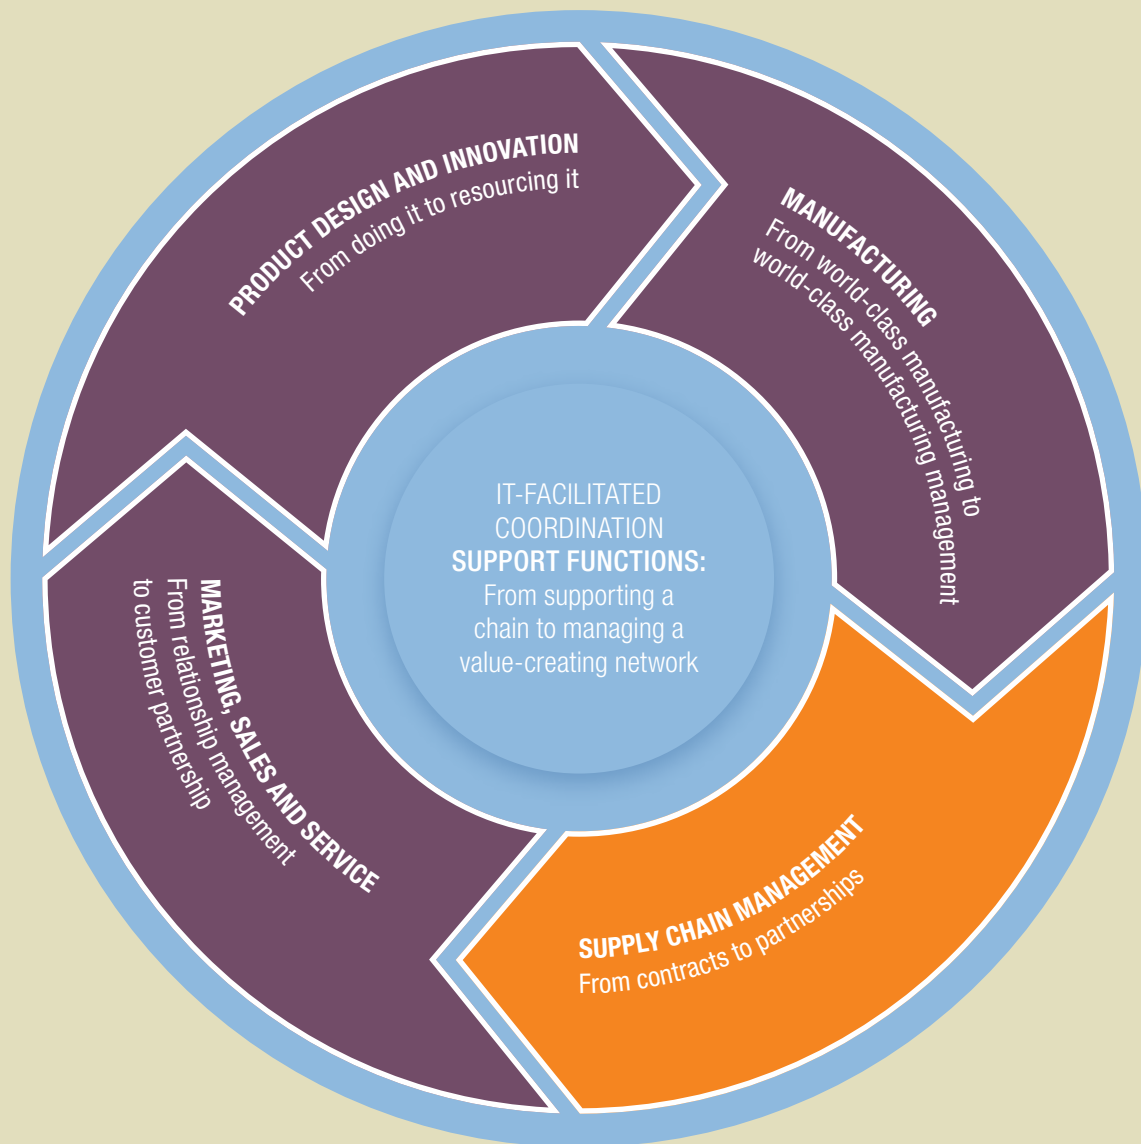 PRODUCT DESIGN AND INNOVATION
From doing it to resourcing it
MANUFACTURING
From world-class manufacturing to
world-class manufacturing management
IT-FACILITATED
COORDINATION
SUPPORT FUNCTIONS:
From supporting a
chain to managing a
value-creating network
SUPPLY CHAIN MANAGEMENT
From contracts to partnerships
MARKETING, SALES AND SERVICE
From relationship management
to customer partnership